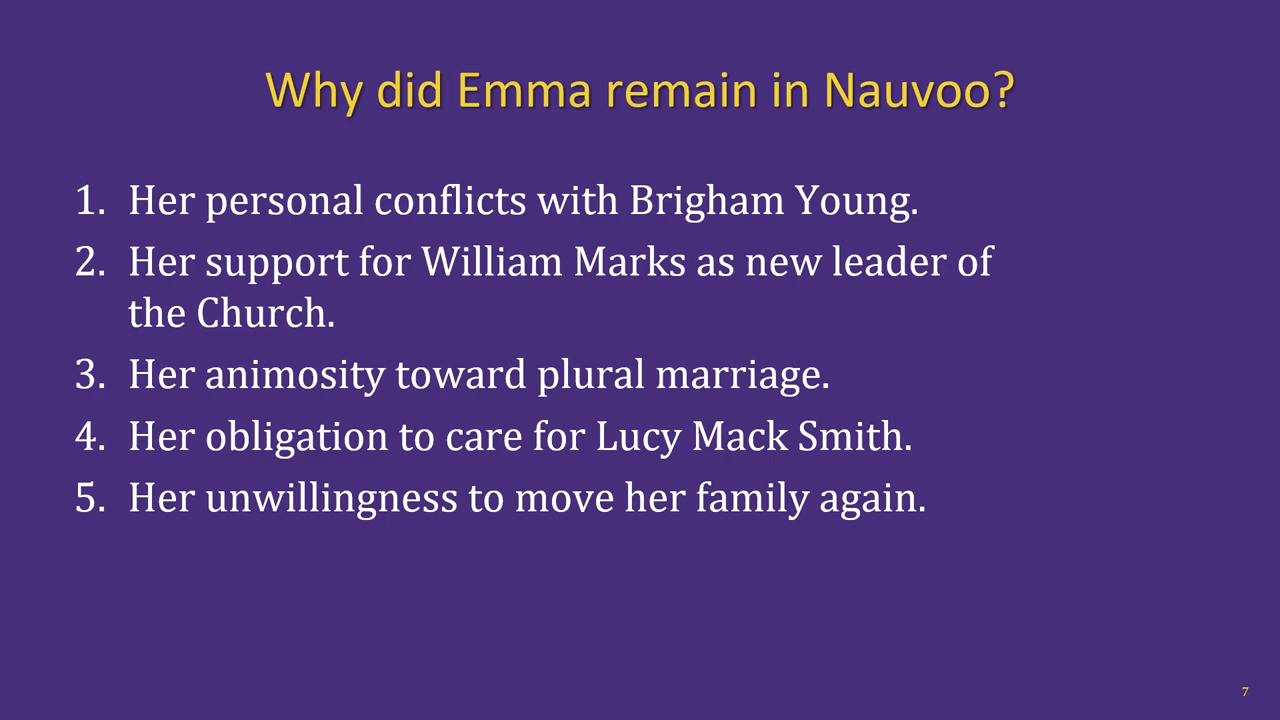 Why did Emma remain in Nauvoo?
1. Her personal conflicts with Brigham Young.
2. Her support for William Marks as new leader of
the Church.
3. Her animosity toward plural marriage.
4. Her obligation to care for Lucy Mack Smith.
5. Her unwillingness to move her family again.
7